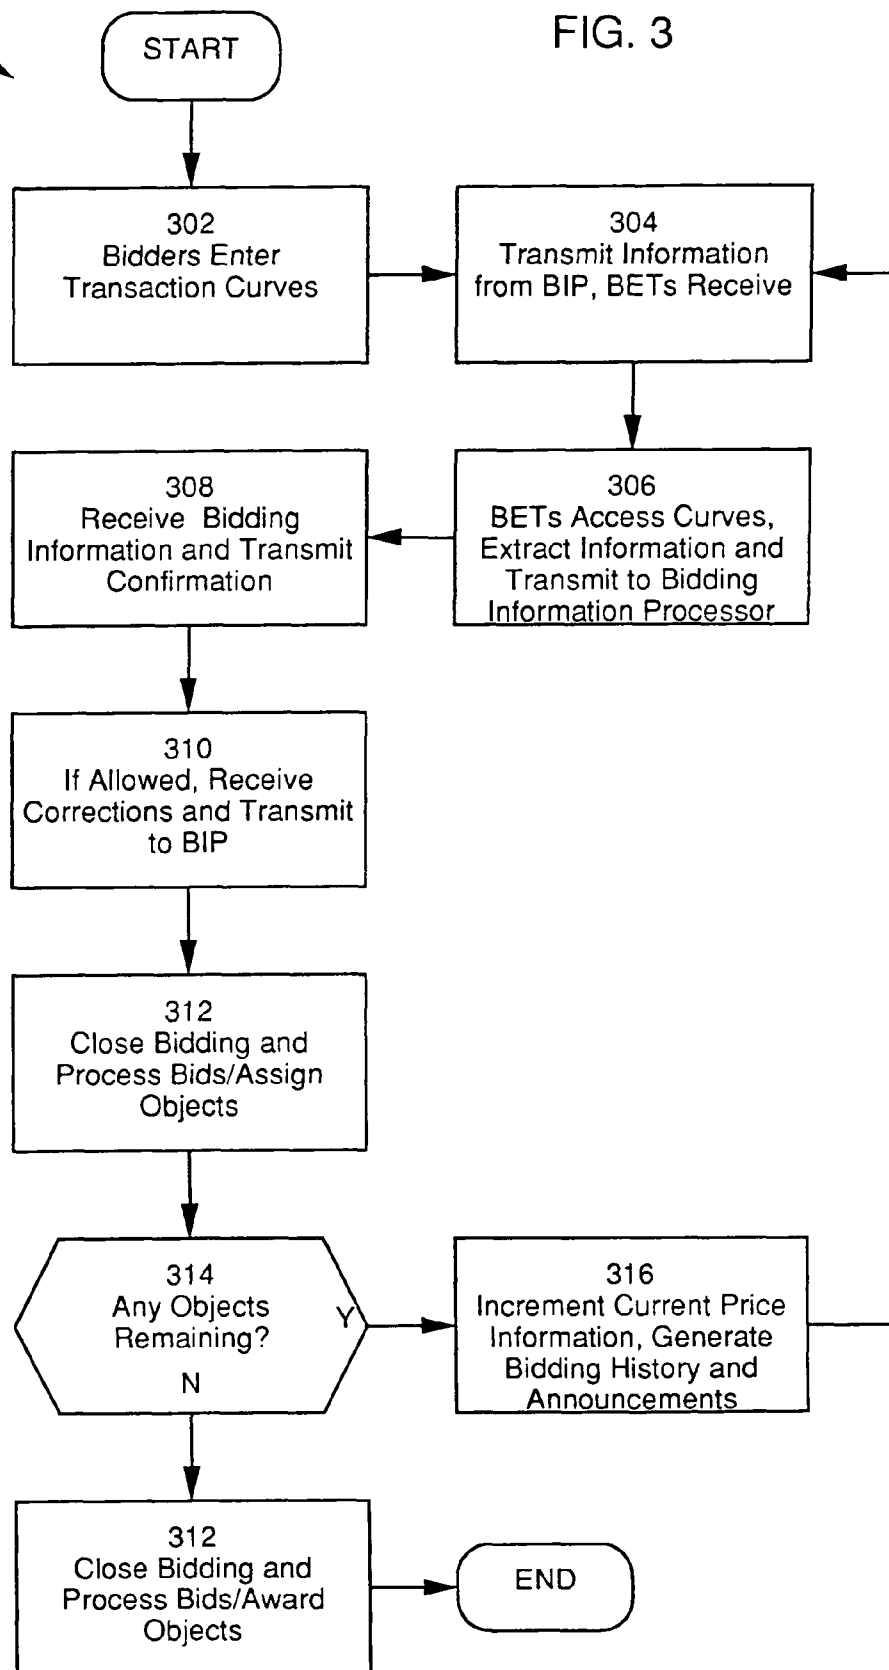 FIG. 3
START
302
Bidders Enter
Transaction Curves
304
Transmit Information
from BIP, BETs Receive
306
BETs Access Curves,
Extract Information and
Transmit to Bidding
Information Processor
308
Receive Bidding
Information and Transmit
Confirmation
310
If Allowed, Receive
Corrections and Transmit
to BIP
312
Close Bidding and
Process Bids/Assign
Objects
314
Any Objects
Remaining?
Y
N
316
Increment Current Price
Information, Generate
Bidding History and
Announcements
312
Close Bidding and
Process Bids/Award
Objects
END